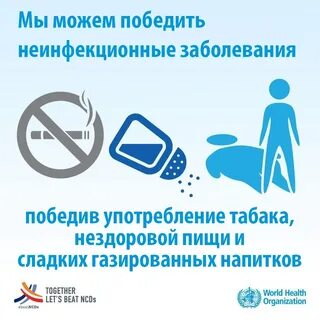 Мы можем победить
неинфекционные заболевания
победив употребление табака,
нездоровой пищи и
сладких газированных напитков
TOGETHER
LET'S BEAT NCDs
#beatNCDs
World Health
Organization